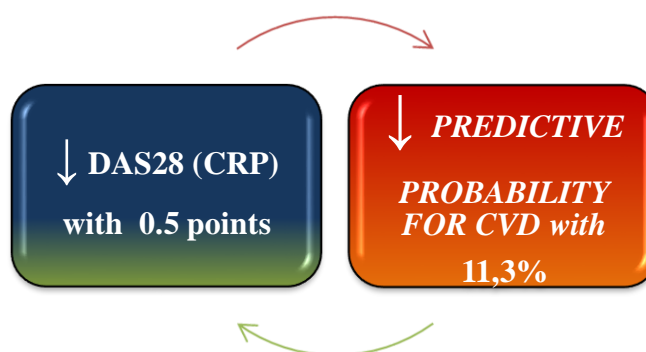 ↓ DAS28 (CRP)
with 0.5 points
↓ PREDICTIVE
PROBABILITY
FOR CVD with
11,3%